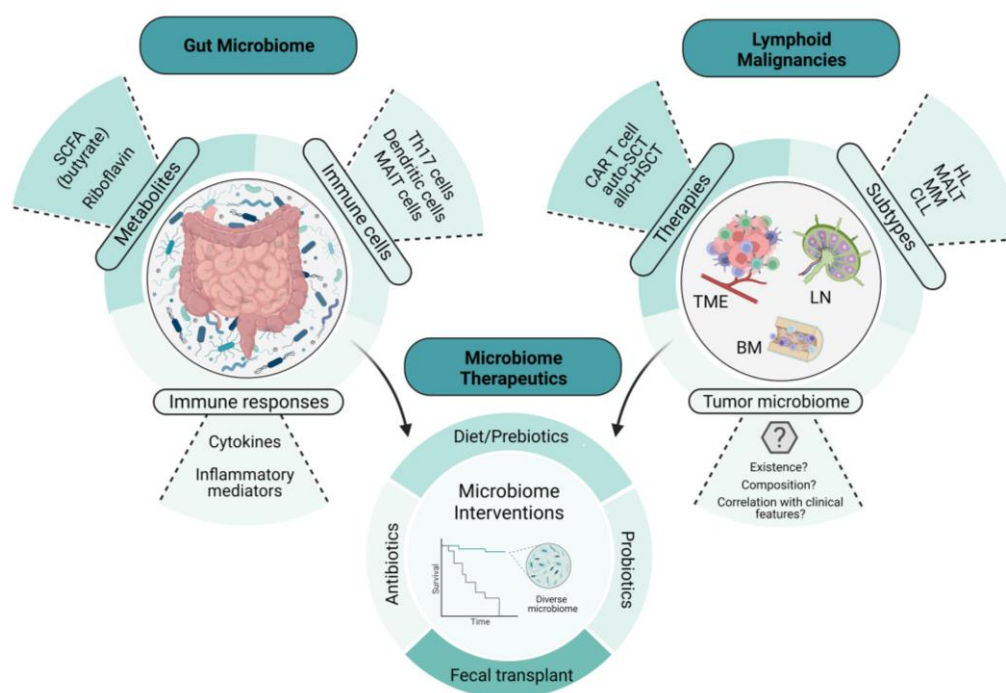 Gut Microbiome
SCFA
(butyrate)
Riboflavin
Metabolites
Th17 cells
Dendritic cells
MAIT cells
Immune cells
Immune responses
Cytokines
Inflammatory
mediators
Lymphoid
Malignancies
CAR T cell
auto-SCT
allo-HSCT
Therapies
HL
MALT
MM
CLL
Subtypes
TME
LN
BM
Tumor microbiome
?
Existence?
Composition?
Correlation with clinical
features?
Microbiome
Therapeutics
Diet/Prebiotics
Antibiotics
Microbiome
Interventions
Survival
Time
Diverse
microbiome
Probiotics
Fecal transplant